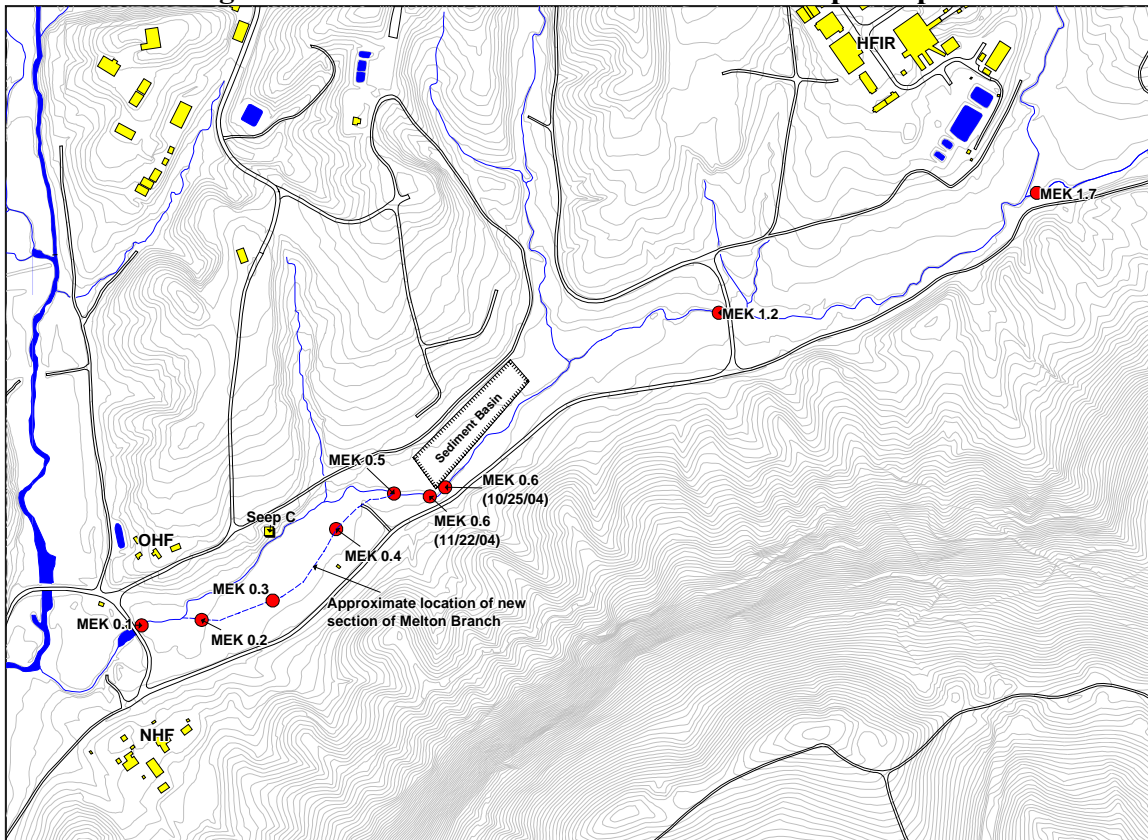 HFIR
MEK 1.7
MEK 1.2
Sediment Basin
MEK 0.5
MEK 0.6
(10/25/04)
MEK 0.6
(11/22/04)
Seep C
OHF
MEK 0.4
MEK 0.3
Approximate location of new
section of Melton Branch
MEK 0.1
MEK 0.2
NHF